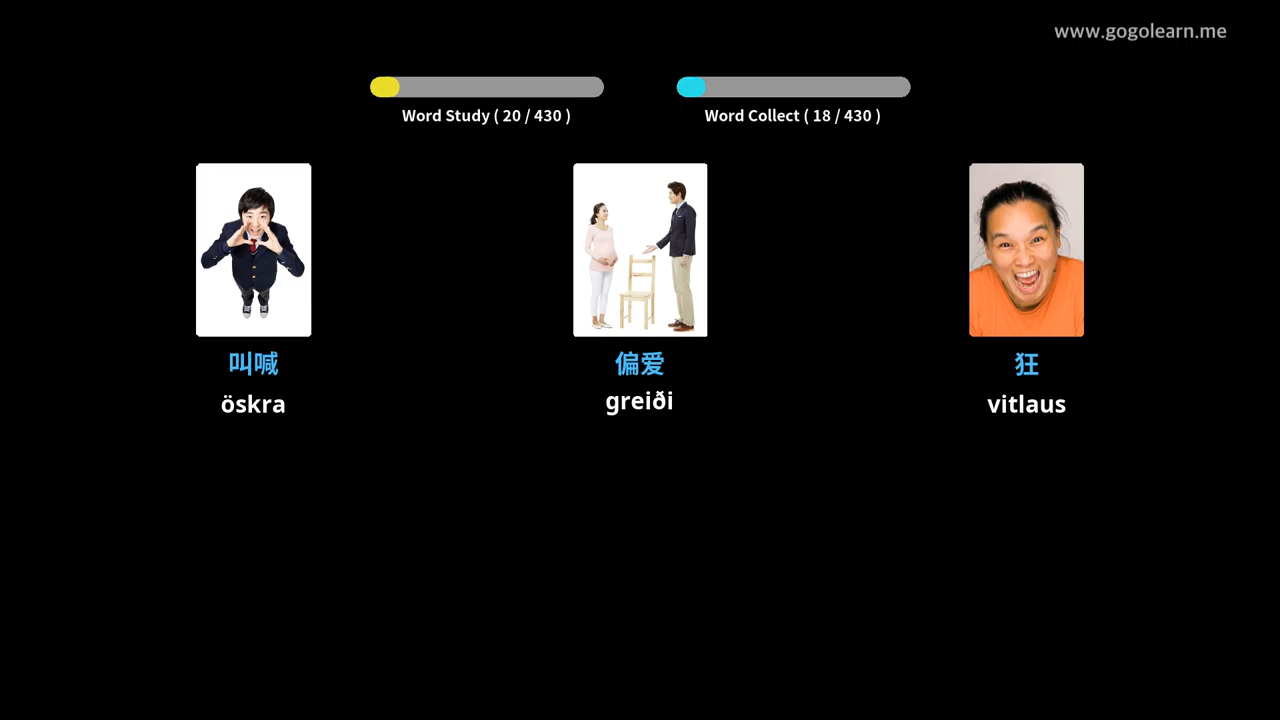 www.gogolearn.me
Word Study ( 20 / 430 )
Word Collect ( 18 / 430 )
叫喊
偏爱
狂
öskra
greiði
vitlaus